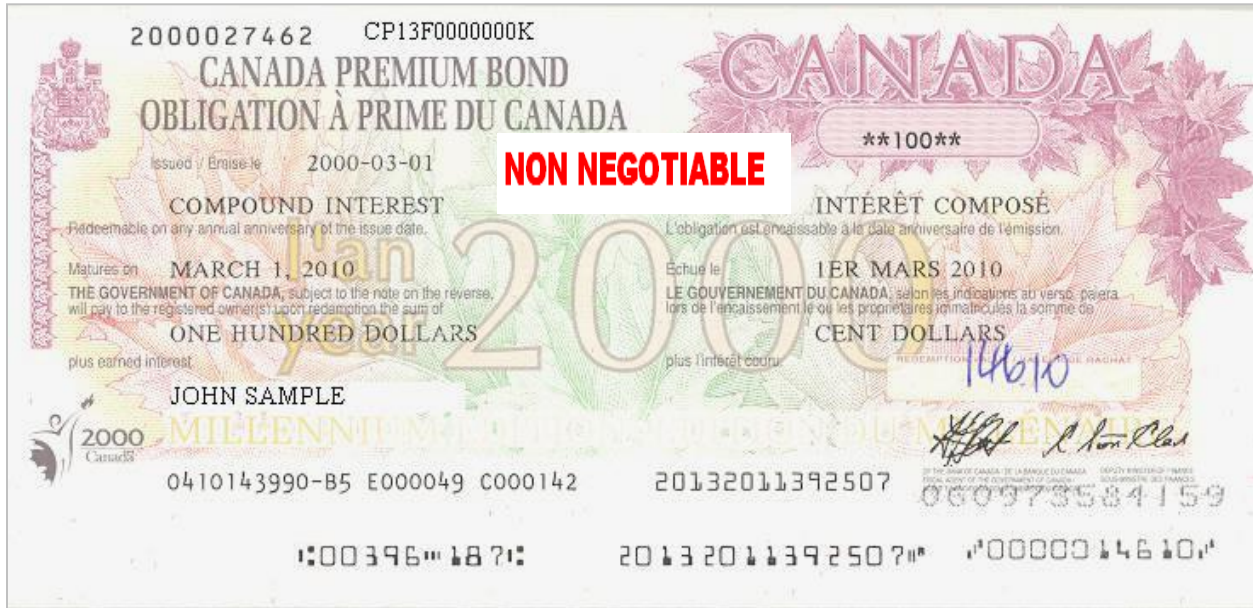 2000027462 CP13F0000000K
CANADA
CANADA PREMIUM BOND
OBLIGATION À PRIME DU CANADA
**100**
Issued / Émise le 2000-03-01
NON NEGOTIABLE
COMPOUND INTEREST
INTÉRÊT COMPOSÉ
Redeemable on any annual anniversary of the issue date.
L'obligation est encaissable à la date anniversaire de l'émission.
l'an 2000 year
Matures on MARCH 1, 2010
Échue le 1ER MARS 2010
THE GOVERNMENT OF CANADA, subject to the note on the reverse,
will pay to the registered owner(s) upon redemption the sum of
LE GOUVERNEMENT DU CANADA, selon les indications au verso, paiera
lors de l'encaissement le ou les propriétaires immatriculés la somme de
ONE HUNDRED DOLLARS
CENT DOLLARS
plus earned interest.
plus l'intérêt couru.
146.10
JOHN SAMPLE
2000
Canada
0410143990-B5 E000049 C000142 20132011392507
060973584159
00396 187 20132011392507 0000014610